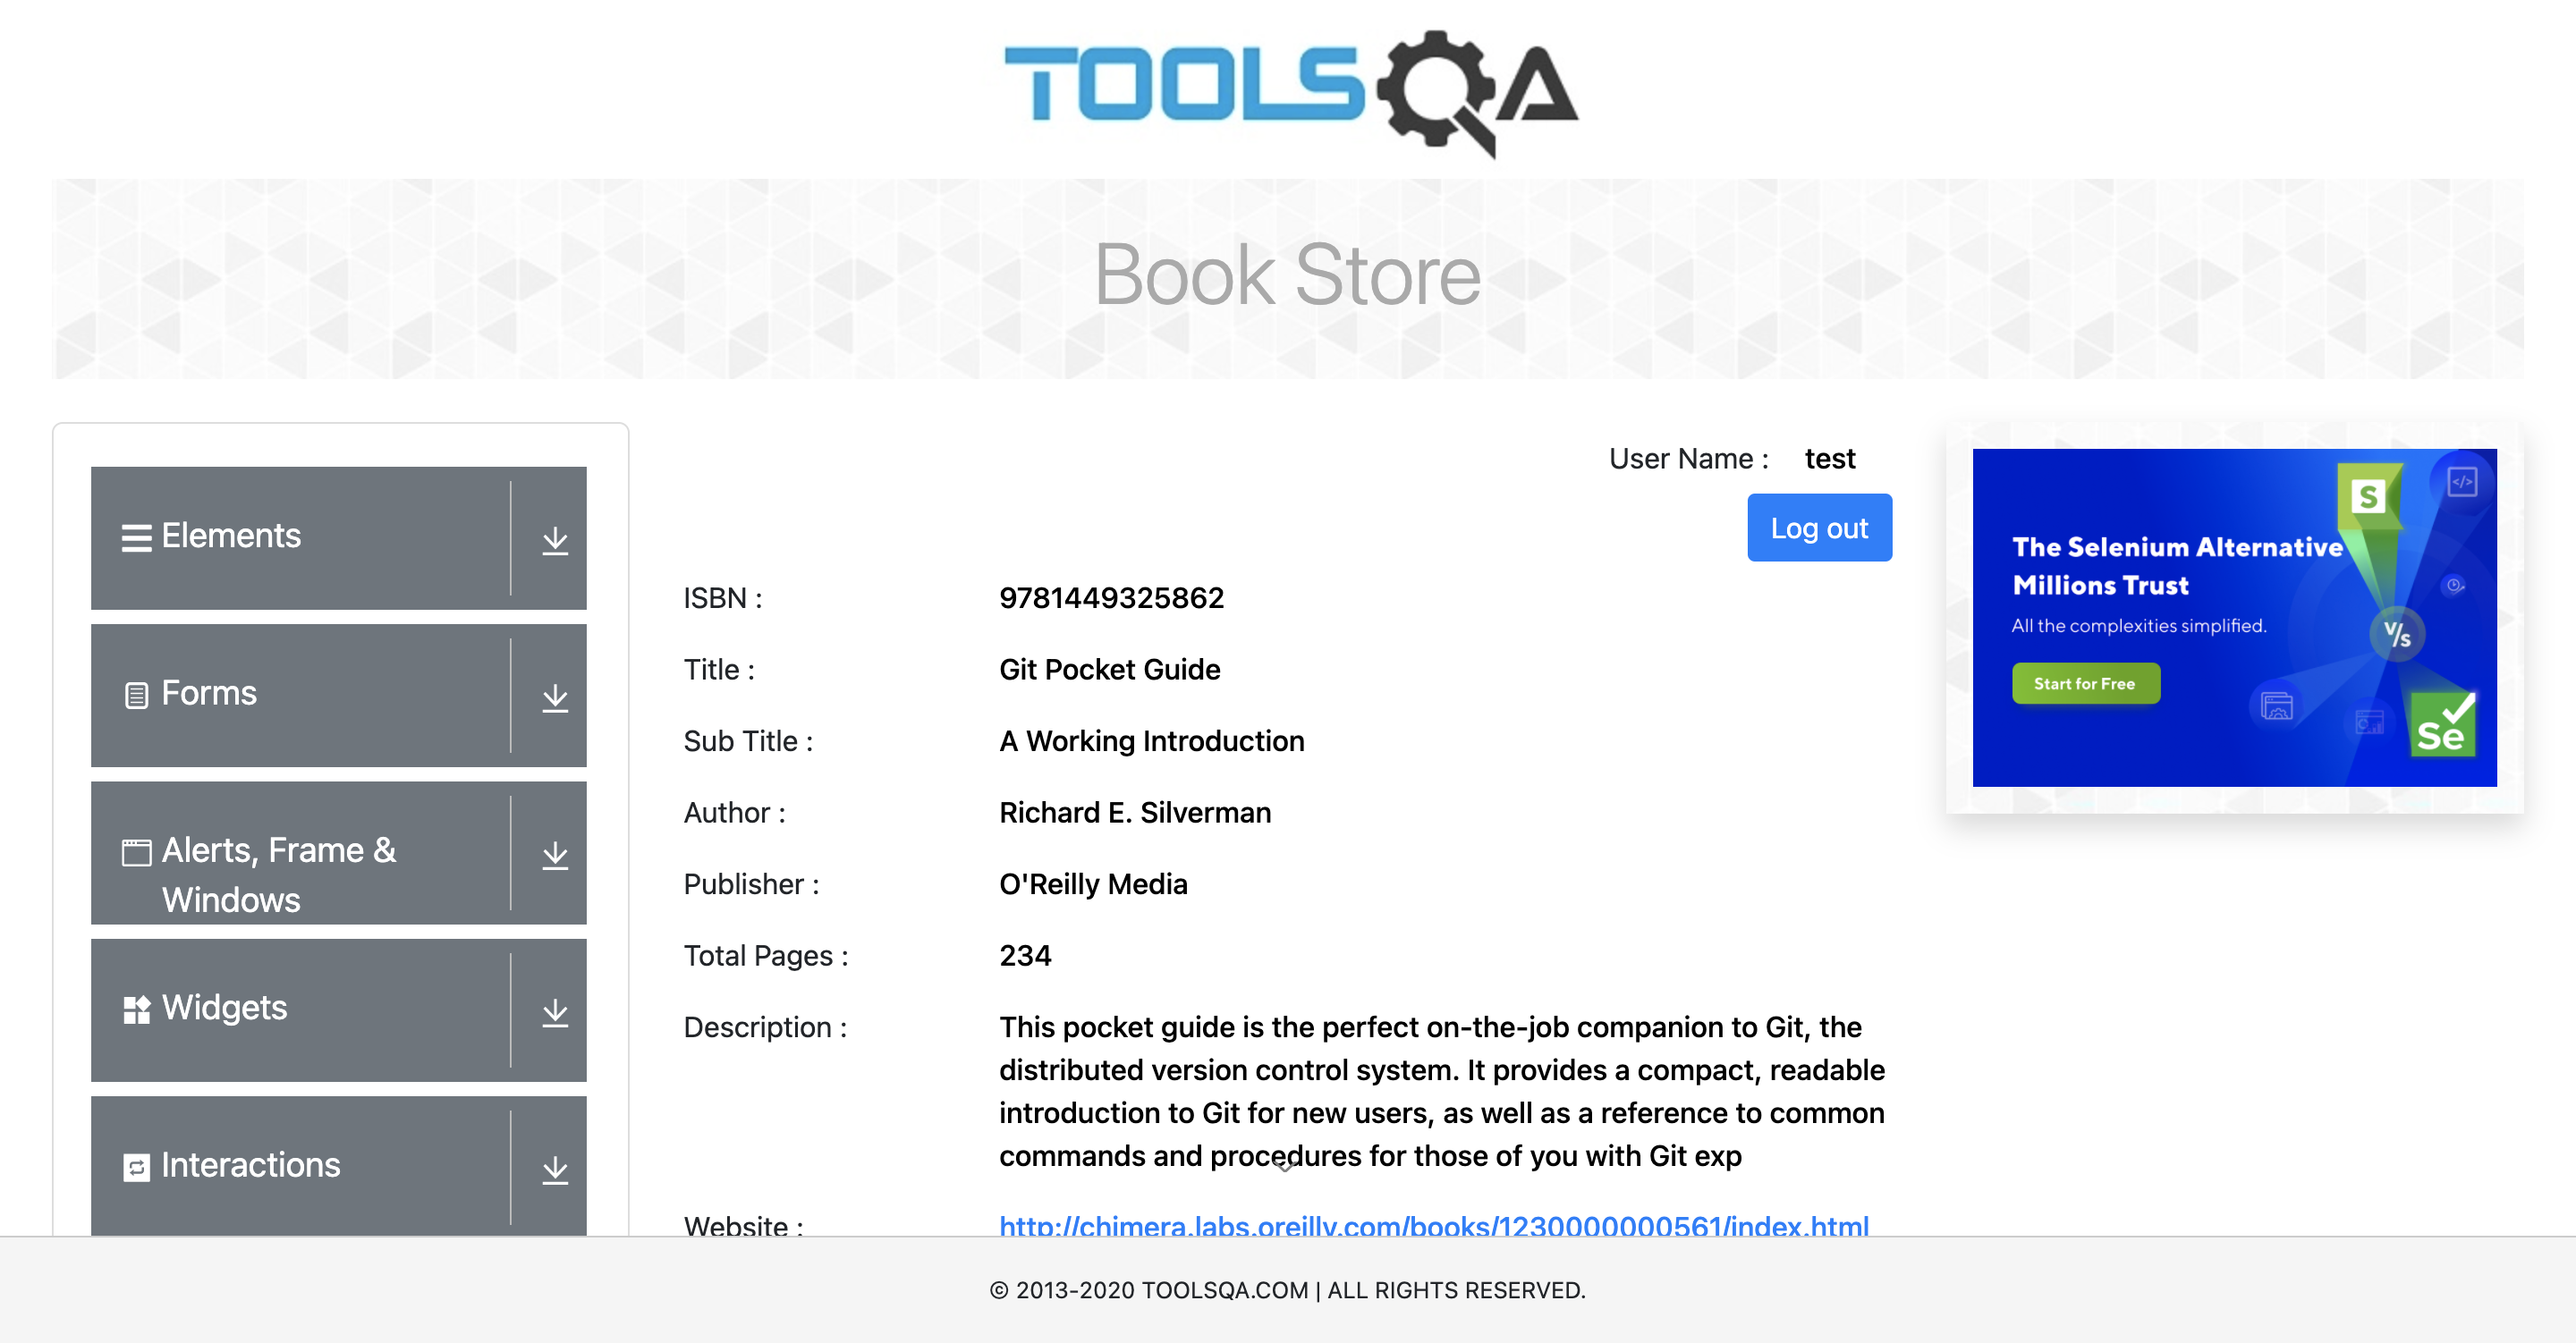 TOOLSQA
Book Store
Elements
Forms
Alerts, Frame &
Windows
Widgets
Interactions
User Name : test
Log out
ISBN : 9781449325862
Title : Git Pocket Guide
Sub Title : A Working Introduction
Author : Richard E. Silverman
Publisher : O'Reilly Media
Total Pages : 234
Description : This pocket guide is the perfect on-the-job companion to Git, the
distributed version control system. It provides a compact, readable
introduction to Git for new users, as well as a reference to common
commands and procedures for those of you with Git exp
Website : http://chimera.labs.oreilly.com/books/1230000000561/index.html
S
</>
The Selenium Alternative
Millions Trust
All the complexities simplified.
V/s
Start for Free
Se
© 2013-2020 TOOLSQA.COM | ALL RIGHTS RESERVED.